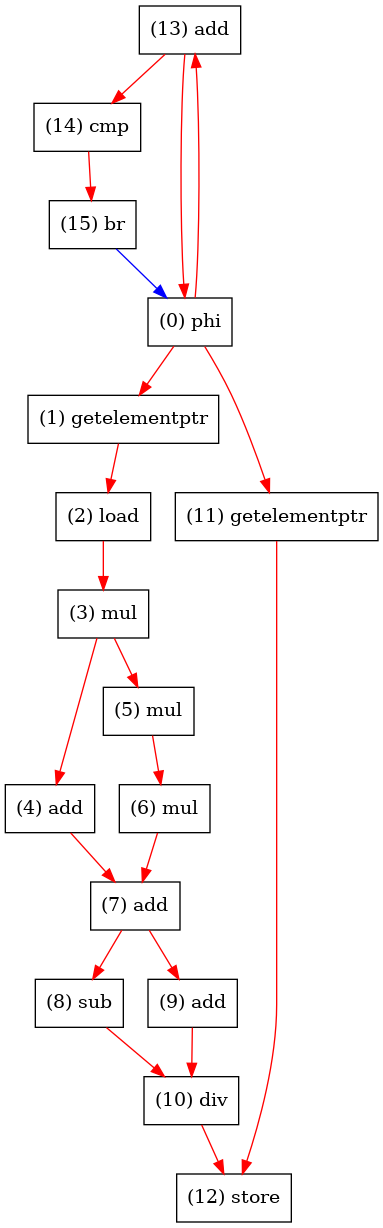 (13) add
(14) cmp
(15) br
(0) phi
(1) getelementptr
(2) load
(11) getelementptr
(3) mul
(5) mul
(4) add
(6) mul
(7) add
(8) sub
(9) add
(10) div
(12) store